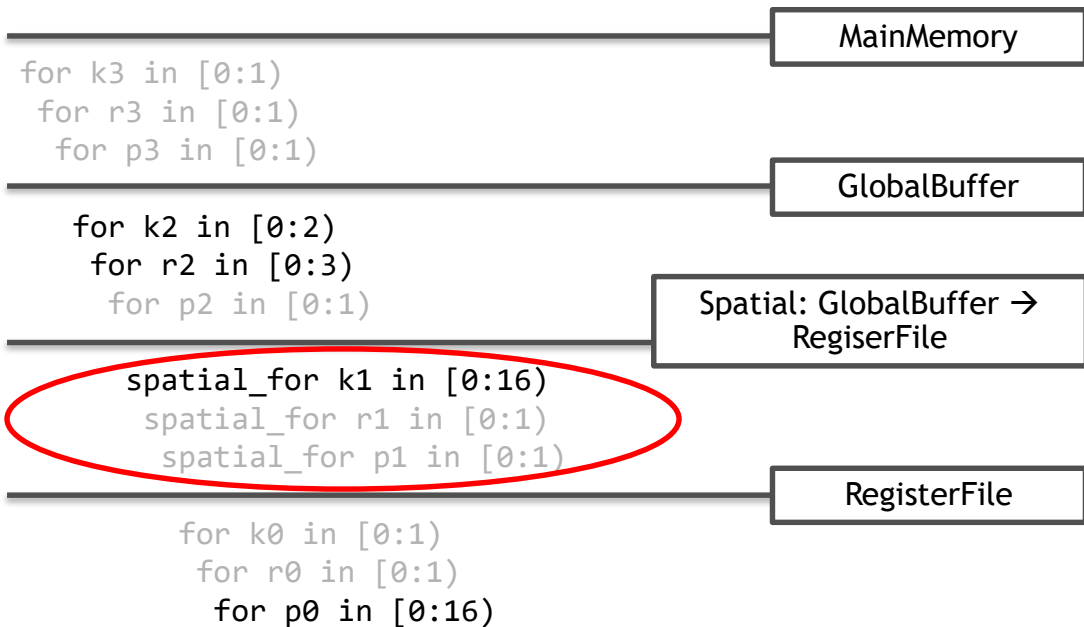 MainMemory
for k3 in [0:1)
for r3 in [0:1)
for p3 in [0:1)
GlobalBuffer
for k2 in [0:2)
for r2 in [0:3)
for p2 in [0:1)
Spatial: GlobalBuffer →
RegiserFile
spatial_for k1 in [0:16)
spatial_for r1 in [0:1)
spatial_for p1 in [0:1)
RegisterFile
for k0 in [0:1)
for r0 in [0:1)
for p0 in [0:16)